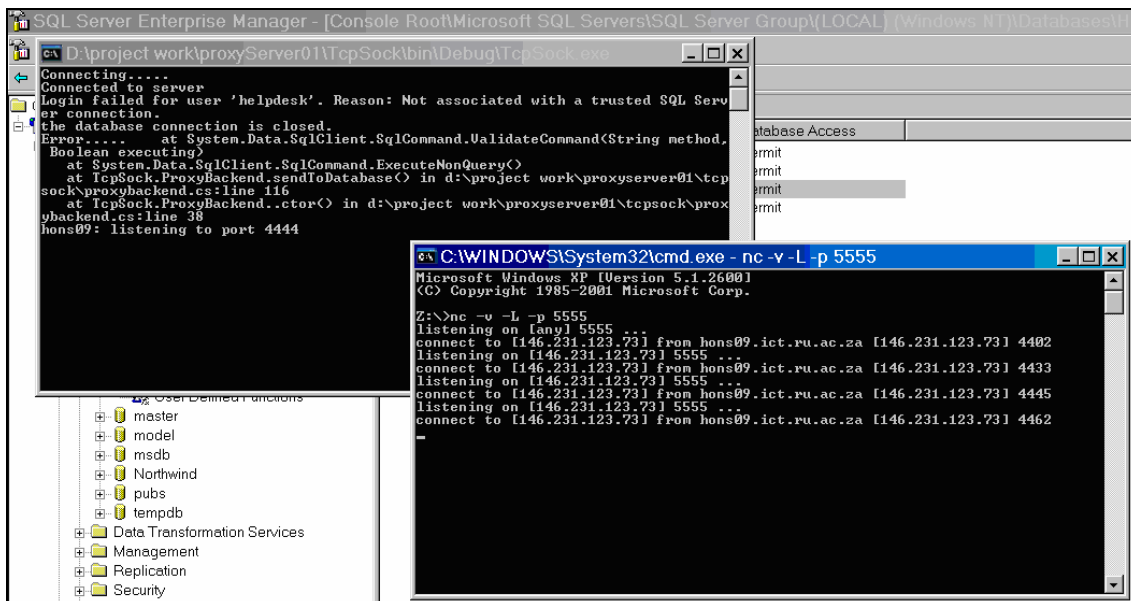 SQL Server Enterprise Manager - [Console Root\Microsoft SQL Servers\SQL Server Group\(LOCAL) (Windows NT)\Databases\H
D:\project work\proxyServer01\TcpSock\bin\Debug\TcpSock.exe
Connecting.....
Connected to server
Login failed for user 'helpdesk'. Reason: Not associated with a trusted SQL Serv
er connection.
the database connection is closed.
Error..... at System.Data.SqlClient.SqlCommand.ValidateCommand(String method,
Boolean executing)
at System.Data.SqlClient.SqlCommand.ExecuteNonQuery()
at TcpSock.ProxyBackend.sendToDatabase() in d:\project work\proxyserver01\tcp
sock\proxybackend.cs:line 116
at TcpSock.ProxyBackend..ctor() in d:\project work\proxyserver01\tcpsock\prox
ybackend.cs:line 38
hons09: listening to port 4444
atabase Access
ermit
ermit
ermit
ermit
C:\WINDOWS\System32\cmd.exe - nc -v -L -p 5555
Microsoft Windows XP [Version 5.1.2600]
(C) Copyright 1985-2001 Microsoft Corp.
Z:\>nc -v -L -p 5555
listening on [any] 5555 ...
connect to [146.231.123.73] from hons09.ict.ru.ac.za [146.231.123.73] 4402
listening on [146.231.123.73] 5555 ...
connect to [146.231.123.73] from hons09.ict.ru.ac.za [146.231.123.73] 4433
listening on [146.231.123.73] 5555 ...
connect to [146.231.123.73] from hons09.ict.ru.ac.za [146.231.123.73] 4445
listening on [146.231.123.73] 5555 ...
connect to [146.231.123.73] from hons09.ict.ru.ac.za [146.231.123.73] 4462
User Defined Functions
master
model
msdb
Northwind
pubs
tempdb
Data Transformation Services
Management
Replication
Security